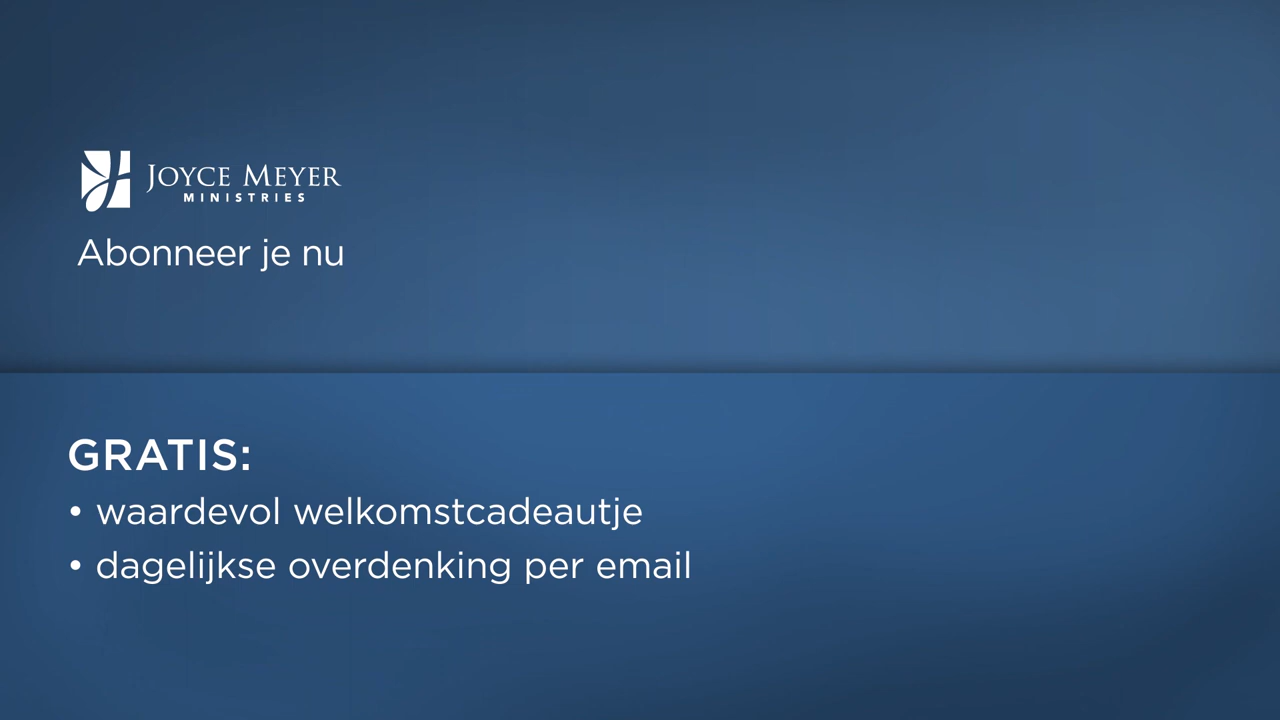 JOYCE MEYER
MINISTRIES
Abonneer je nu
GRATIS:
• waardevol welkomstcadeautje
• dagelijkse overdenking per email